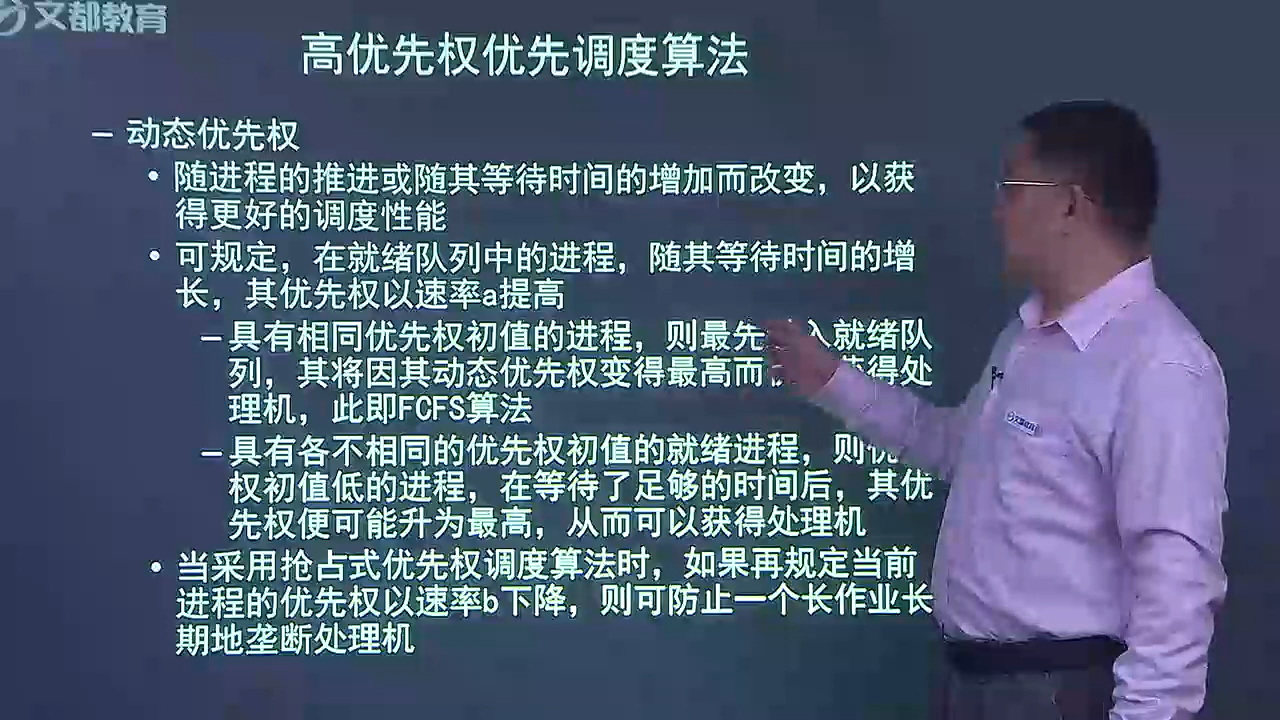 文都教育
高优先权优先调度算法
– 动态优先权
• 随进程的推进或随其等待时间的增加而改变，以获
得更好的调度性能
• 可规定，在就绪队列中的进程，随其等待时间的增
长，其优先权以速率a提高
– 具有相同优先权初值的进程，则最先 入就绪队
列，其将因其动态优先权变得最高而 获得处
理机，此即FCFS算法
– 具有各不相同的优先权初值的就绪进程，则优
权初值低的进程，在等待了足够的时间后，其优
先权便可能升为最高，从而可以获得处理机
• 当采用抢占式优先权调度算法时，如果再规定当前
进程的优先权以速率b下降，则可防止一个长作业长
期地垄断处理机
文都教育